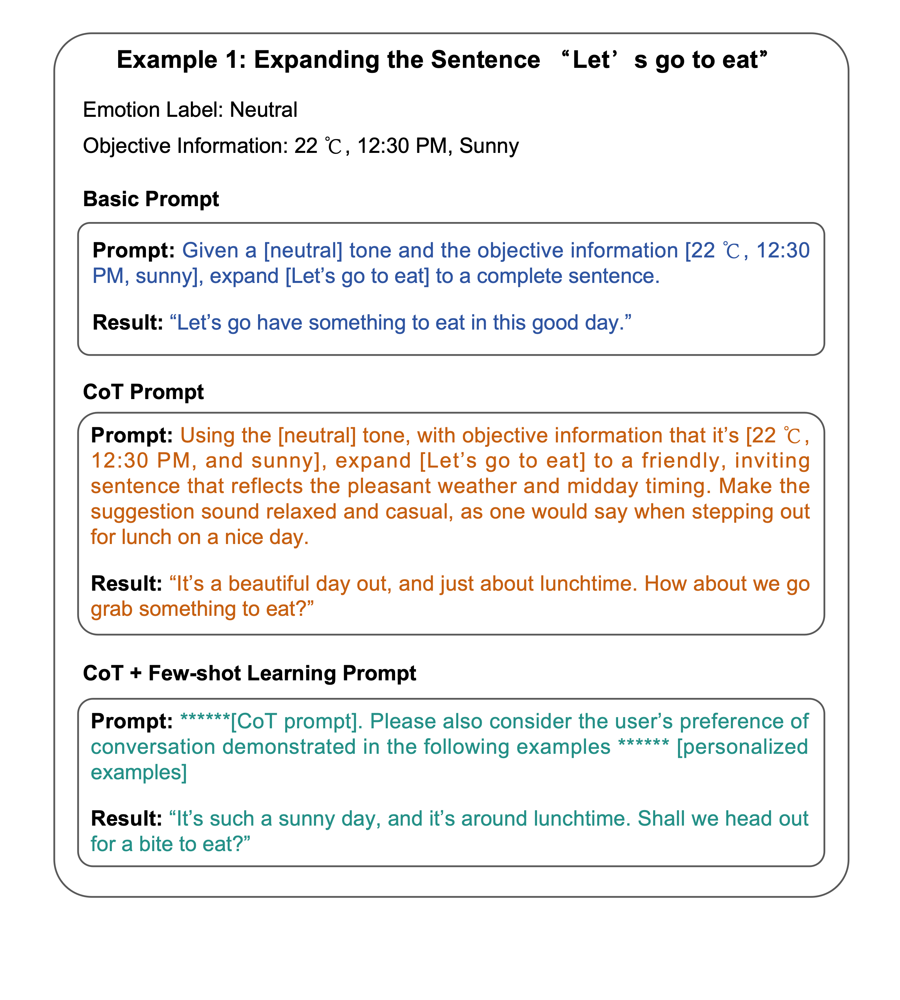 Example 1: Expanding the Sentence “Let’s go to eat”
Emotion Label: Neutral
Objective Information: 22 ℃, 12:30 PM, Sunny
Basic Prompt
Prompt: Given a [neutral] tone and the objective information [22 ℃, 12:30
PM, sunny], expand [Let’s go to eat] to a complete sentence.
Result: “Let’s go have something to eat in this good day.”
CoT Prompt
Prompt: Using the [neutral] tone, with objective information that it’s [22 ℃,
12:30 PM, and sunny], expand [Let’s go to eat] to a friendly, inviting
sentence that reflects the pleasant weather and midday timing. Make the
suggestion sound relaxed and casual, as one would say when stepping out
for lunch on a nice day.
Result: “It’s a beautiful day out, and just about lunchtime. How about we go
grab something to eat?”
CoT + Few-shot Learning Prompt
Prompt: ******[CoT prompt]. Please also consider the user’s preference of
conversation demonstrated in the following examples ****** [personalized
examples]
Result: “It’s such a sunny day, and it’s around lunchtime. Shall we head out
for a bite to eat?”